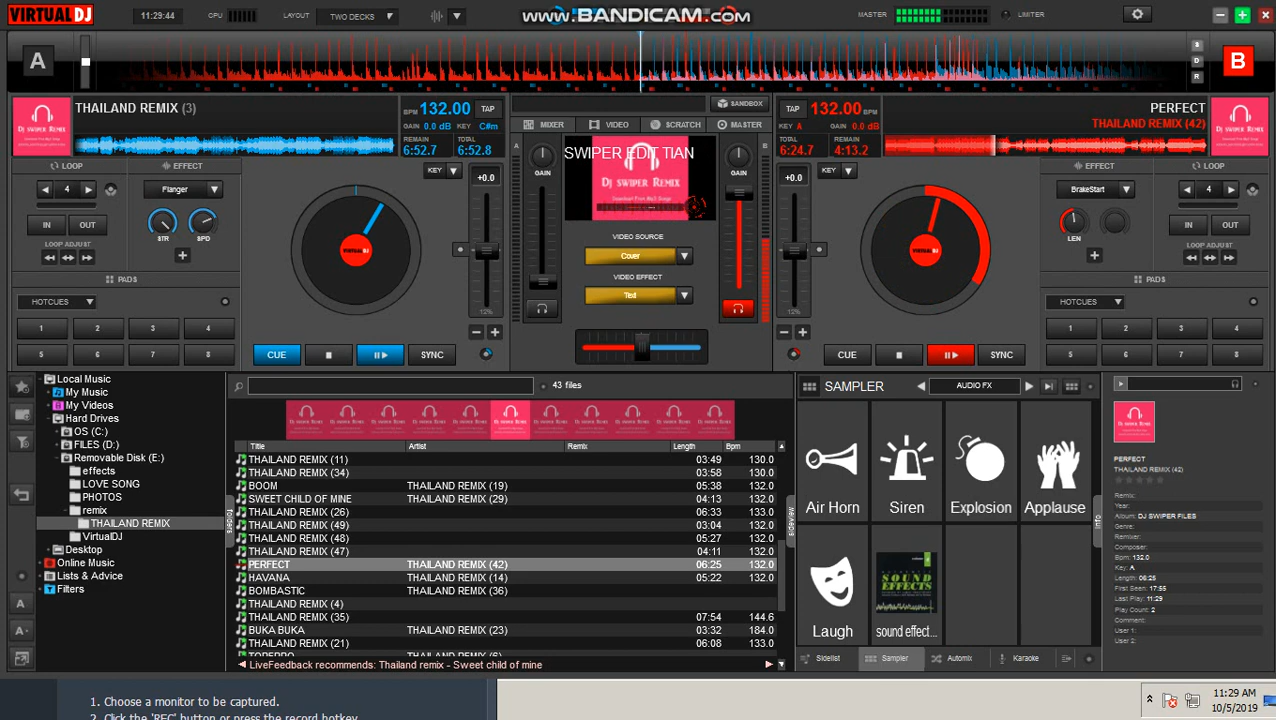 VIRTUAL DJ
11:29:44
CPU
LAYOUT
TWO DECKS
WWW.BANDICAM.COM
MASTER
LIMITER
A
S
D
R
B
DJ SWIPER REMIX
THAILAND REMIX (3)
BPM 132.00 TAP
GAIN 0.0 dB KEY C#m
REMAIN 6:52.7 TOTAL 6:52.8
SANDBOX
MIXER
VIDEO
SCRATCH
MASTER
TAP 132.00 BPM
KEY A 0.0 dB GAIN
TOTAL 6:24.7 REMAIN 4:13.2
PERFECT
THAILAND REMIX (42)
LOOP
EFFECT
4
Flanger
IN
OUT
STR
SPD
LOOP ADJUST
PADS
HOTCUES
1 2 3 4
5 6 7 8
KEY
+0.0
12%
CUE
SYNC
A
GAIN
SWIPER EDIT TIAN
DJ SWIPER REMIX
VIDEO SOURCE
Cover
VIDEO EFFECT
Text
GAIN
B
+0.0
KEY
12%
EFFECT
LOOP
BrakeStart
4
LEN
IN
OUT
LOOP ADJUST
PADS
HOTCUES
1 2 3 4
5 6 7 8
CUE
SYNC
Local Music
My Music
My Videos
Hard Drives
OS (C:)
FILES (D:)
Removable Disk (E:)
effects
LOVE SONG
PHOTOS
remix
THAILAND REMIX
VirtualDJ
Desktop
Online Music
Lists & Advice
Filters
folders
43 files
Title Artist Remix Length Bpm
THAILAND REMIX (11) 03:49 130.0
THAILAND REMIX (34) 03:58 130.0
BOOM THAILAND REMIX (19) 05:38 132.0
SWEET CHILD OF MINE THAILAND REMIX (29) 04:13 132.0
THAILAND REMIX (26) 06:33 133.0
THAILAND REMIX (49) 03:04 132.0
THAILAND REMIX (48) 05:27 132.0
THAILAND REMIX (47) 04:11 132.0
PERFECT THAILAND REMIX (42) 06:25 132.0
HAVANA THAILAND REMIX (14) 05:22 132.0
BOMBASTIC THAILAND REMIX (36)
THAILAND REMIX (4)
THAILAND REMIX (35) 07:54 144.6
BUKA BUKA THAILAND REMIX (23) 03:32 184.0
THAILAND REMIX (21) 06:08 133.0
LiveFeedback recommends: Thailand remix - Sweet child of mine
sideview
SAMPLER
AUDIO FX
Air Horn
Siren
Explosion
Applause
Laugh
SOUND EFFECTS
sound effect...
Sidelist
Sampler
Automix
Karaoke
info
PERFECT
THAILAND REMIX (42)
Remix:
Year:
Album: DJ SWIPER FILES
Genre:
Remixer:
Composer:
Bpm: 132.0
Key: A
Length: 06:25
First Seen: 17:55
Last Play: 11:29
Play Count: 2
Comment:
User 1:
User 2:
1. Choose a monitor to be captured.
2. Click the 'REC' button or press the record hotkey.
11:29 AM
10/5/2019